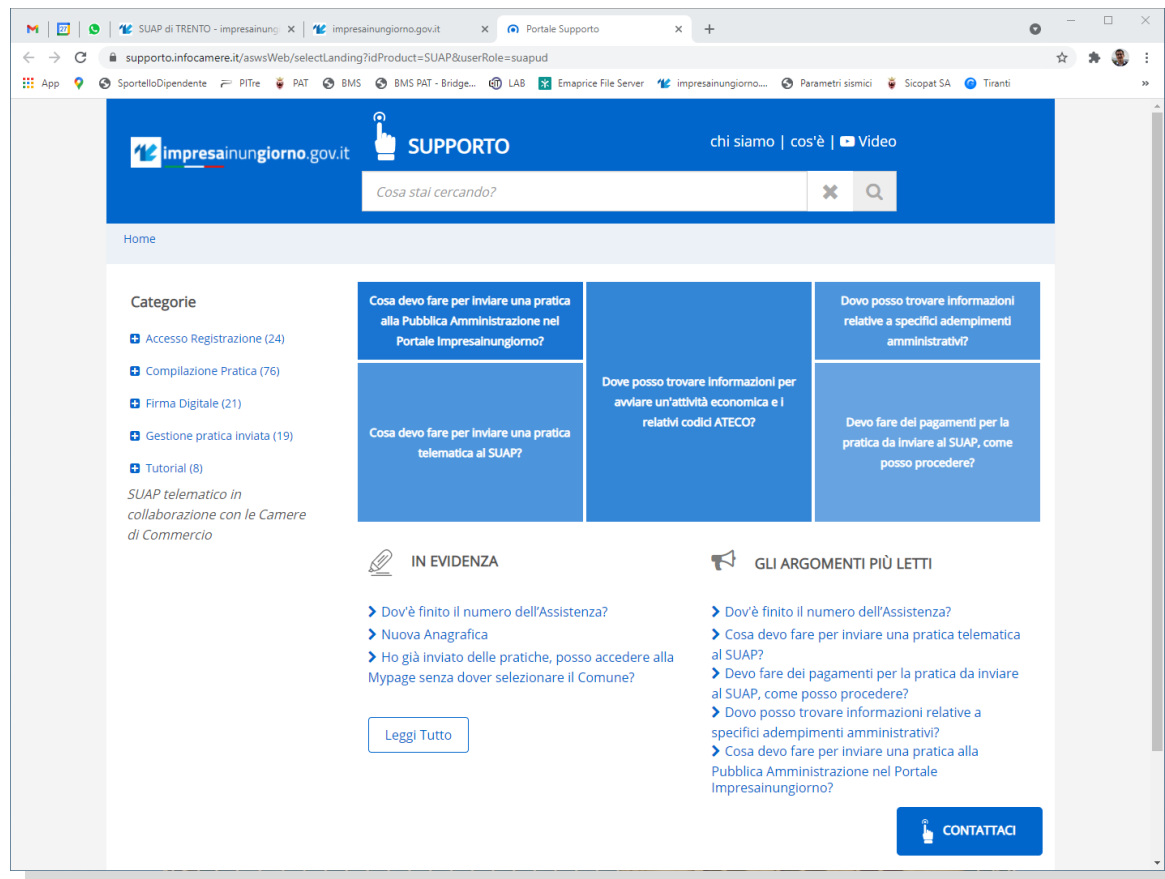 27
SUAP di TRENTO - impresainung
impresainungiorno.gov.it
Portale Supporto
supporto.infocamere.it/aswsWeb/selectLanding?idProduct=SUAP&userRole=suapud
App
SportelloDipendente
PITre
PAT
BMS
BMS PAT - Bridge...
LAB
Emaprice File Server
impresainungiorno....
Parametri sismici
Sicopat SA
Tiranti
»
impresainungiorno.gov.it
SUPPORTO
chi siamo | cos'è | Video
Cosa stai cercando?
Home
Categorie
Accesso Registrazione (24)
Compilazione Pratica (76)
Firma Digitale (21)
Gestione pratica inviata (19)
Tutorial (8)
SUAP telematico in
collaborazione con le Camere
di Commercio
Cosa devo fare per inviare una pratica
alla Pubblica Amministrazione nel
Portale Impresainungiorno?
Cosa devo fare per inviare una pratica
telematica al SUAP?
Dove posso trovare informazioni per
avviare un'attività economica e i
relativi codici ATECO?
Dovo posso trovare informazioni
relative a specifici adempimenti
amministrativi?
Devo fare dei pagamenti per la
pratica da inviare al SUAP, come
posso procedere?
IN EVIDENZA
Dov'è finito il numero dell'Assistenza?
Nuova Anagrafica
Ho già inviato delle pratiche, posso accedere alla
Mypage senza dover selezionare il Comune?
Leggi Tutto
GLI ARGOMENTI PIÙ LETTI
Dov'è finito il numero dell'Assistenza?
Cosa devo fare per inviare una pratica telematica
al SUAP?
Devo fare dei pagamenti per la pratica da inviare
al SUAP, come posso procedere?
Dovo posso trovare informazioni relative a
specifici adempimenti amministrativi?
Cosa devo fare per inviare una pratica alla
Pubblica Amministrazione nel Portale
Impresainungiorno?
CONTATTACI